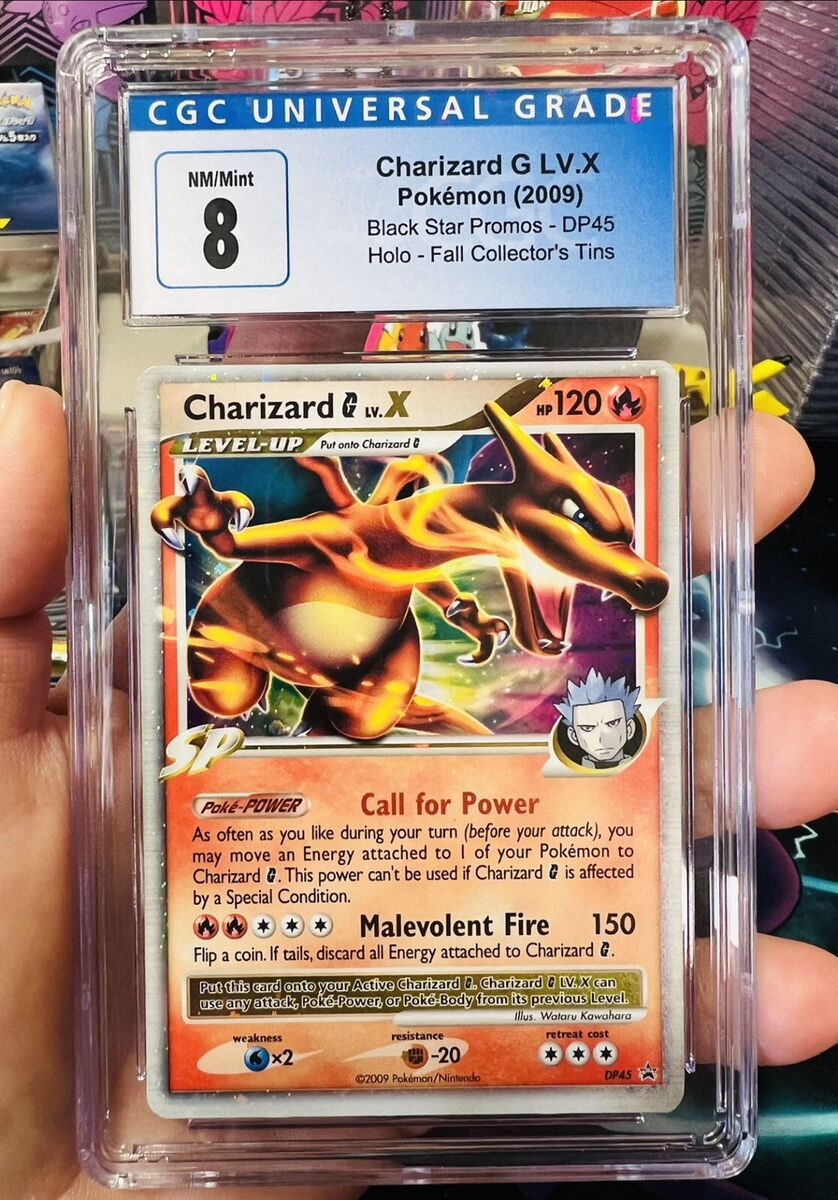 CGC UNIVERSAL GRADE
NM/Mint
8
Charizard G LV.X
Pokémon (2009)
Black Star Promos - DP45
Holo - Fall Collector's Tins
Charizard G LV.X
HP 120
LEVEL-UP Put onto Charizard G
SP
Poké-POWER Call for Power
As often as you like during your turn (before your attack), you
may move an Energy attached to 1 of your Pokémon to
Charizard G. This power can't be used if Charizard G is affected
by a Special Condition.
Malevolent Fire 150
Flip a coin. If tails, discard all Energy attached to Charizard G.
Put this card onto your Active Charizard G. Charizard G LV. X can
use any attack, Poké-Power, or Poké-Body from its previous Level.
Illus. Wataru Kawahara
weakness resistance retreat cost
×2 -20
©2009 Pokémon/Nintendo DP45